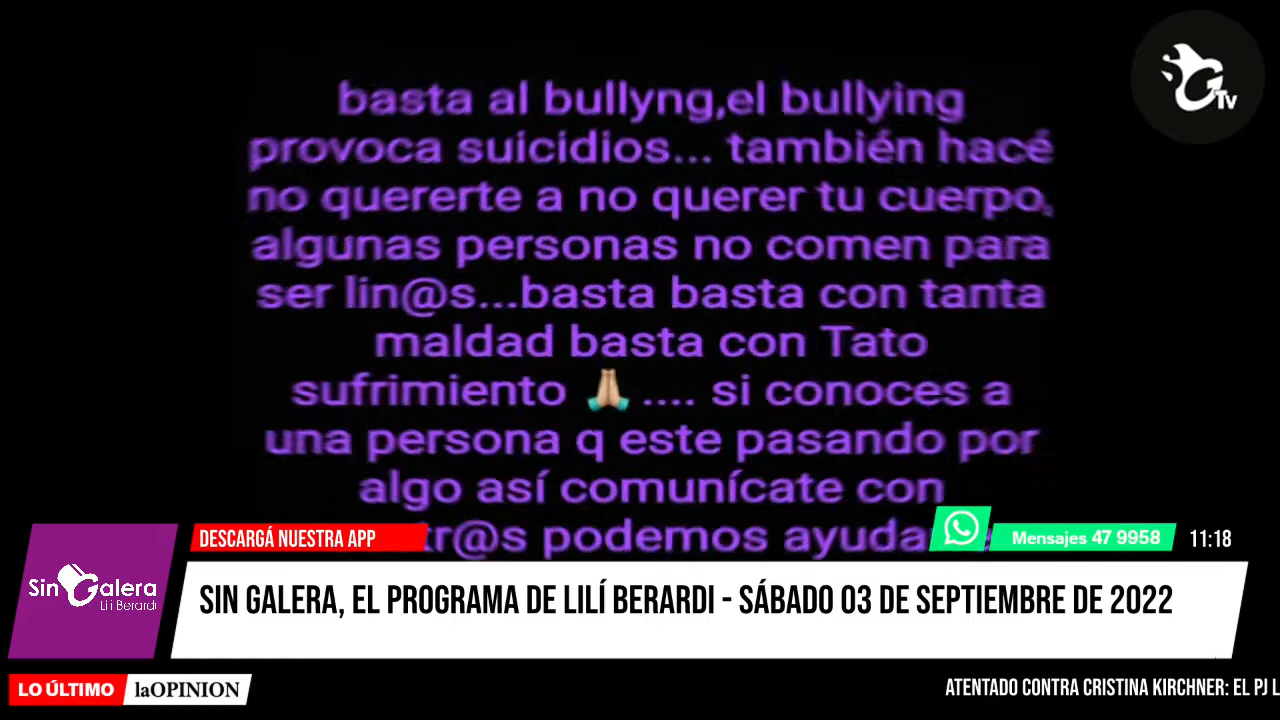 basta al bullyng,el bullying
provoca suicidios... también hacé
no quererte a no querer tu cuerpo,
algunas personas no comen para
ser lin@s...basta basta con tanta
maldad basta con Tato
sufrimiento 🙏🏼 .... si conoces a
una persona q este pasando por
algo así comunícate con
podemos
G Tv
DESCARGÁ NUESTRA APP
Mensajes 47 9958
11:18
Sin Galera
Lilí Berardi
SIN GALERA, EL PROGRAMA DE LILÍ BERARDI - SÁBADO 03 DE SEPTIEMBRE DE 2022
LO ÚLTIMO laOPINION
ATENTADO CONTRA CRISTINA KIRCHNER: EL PJ L